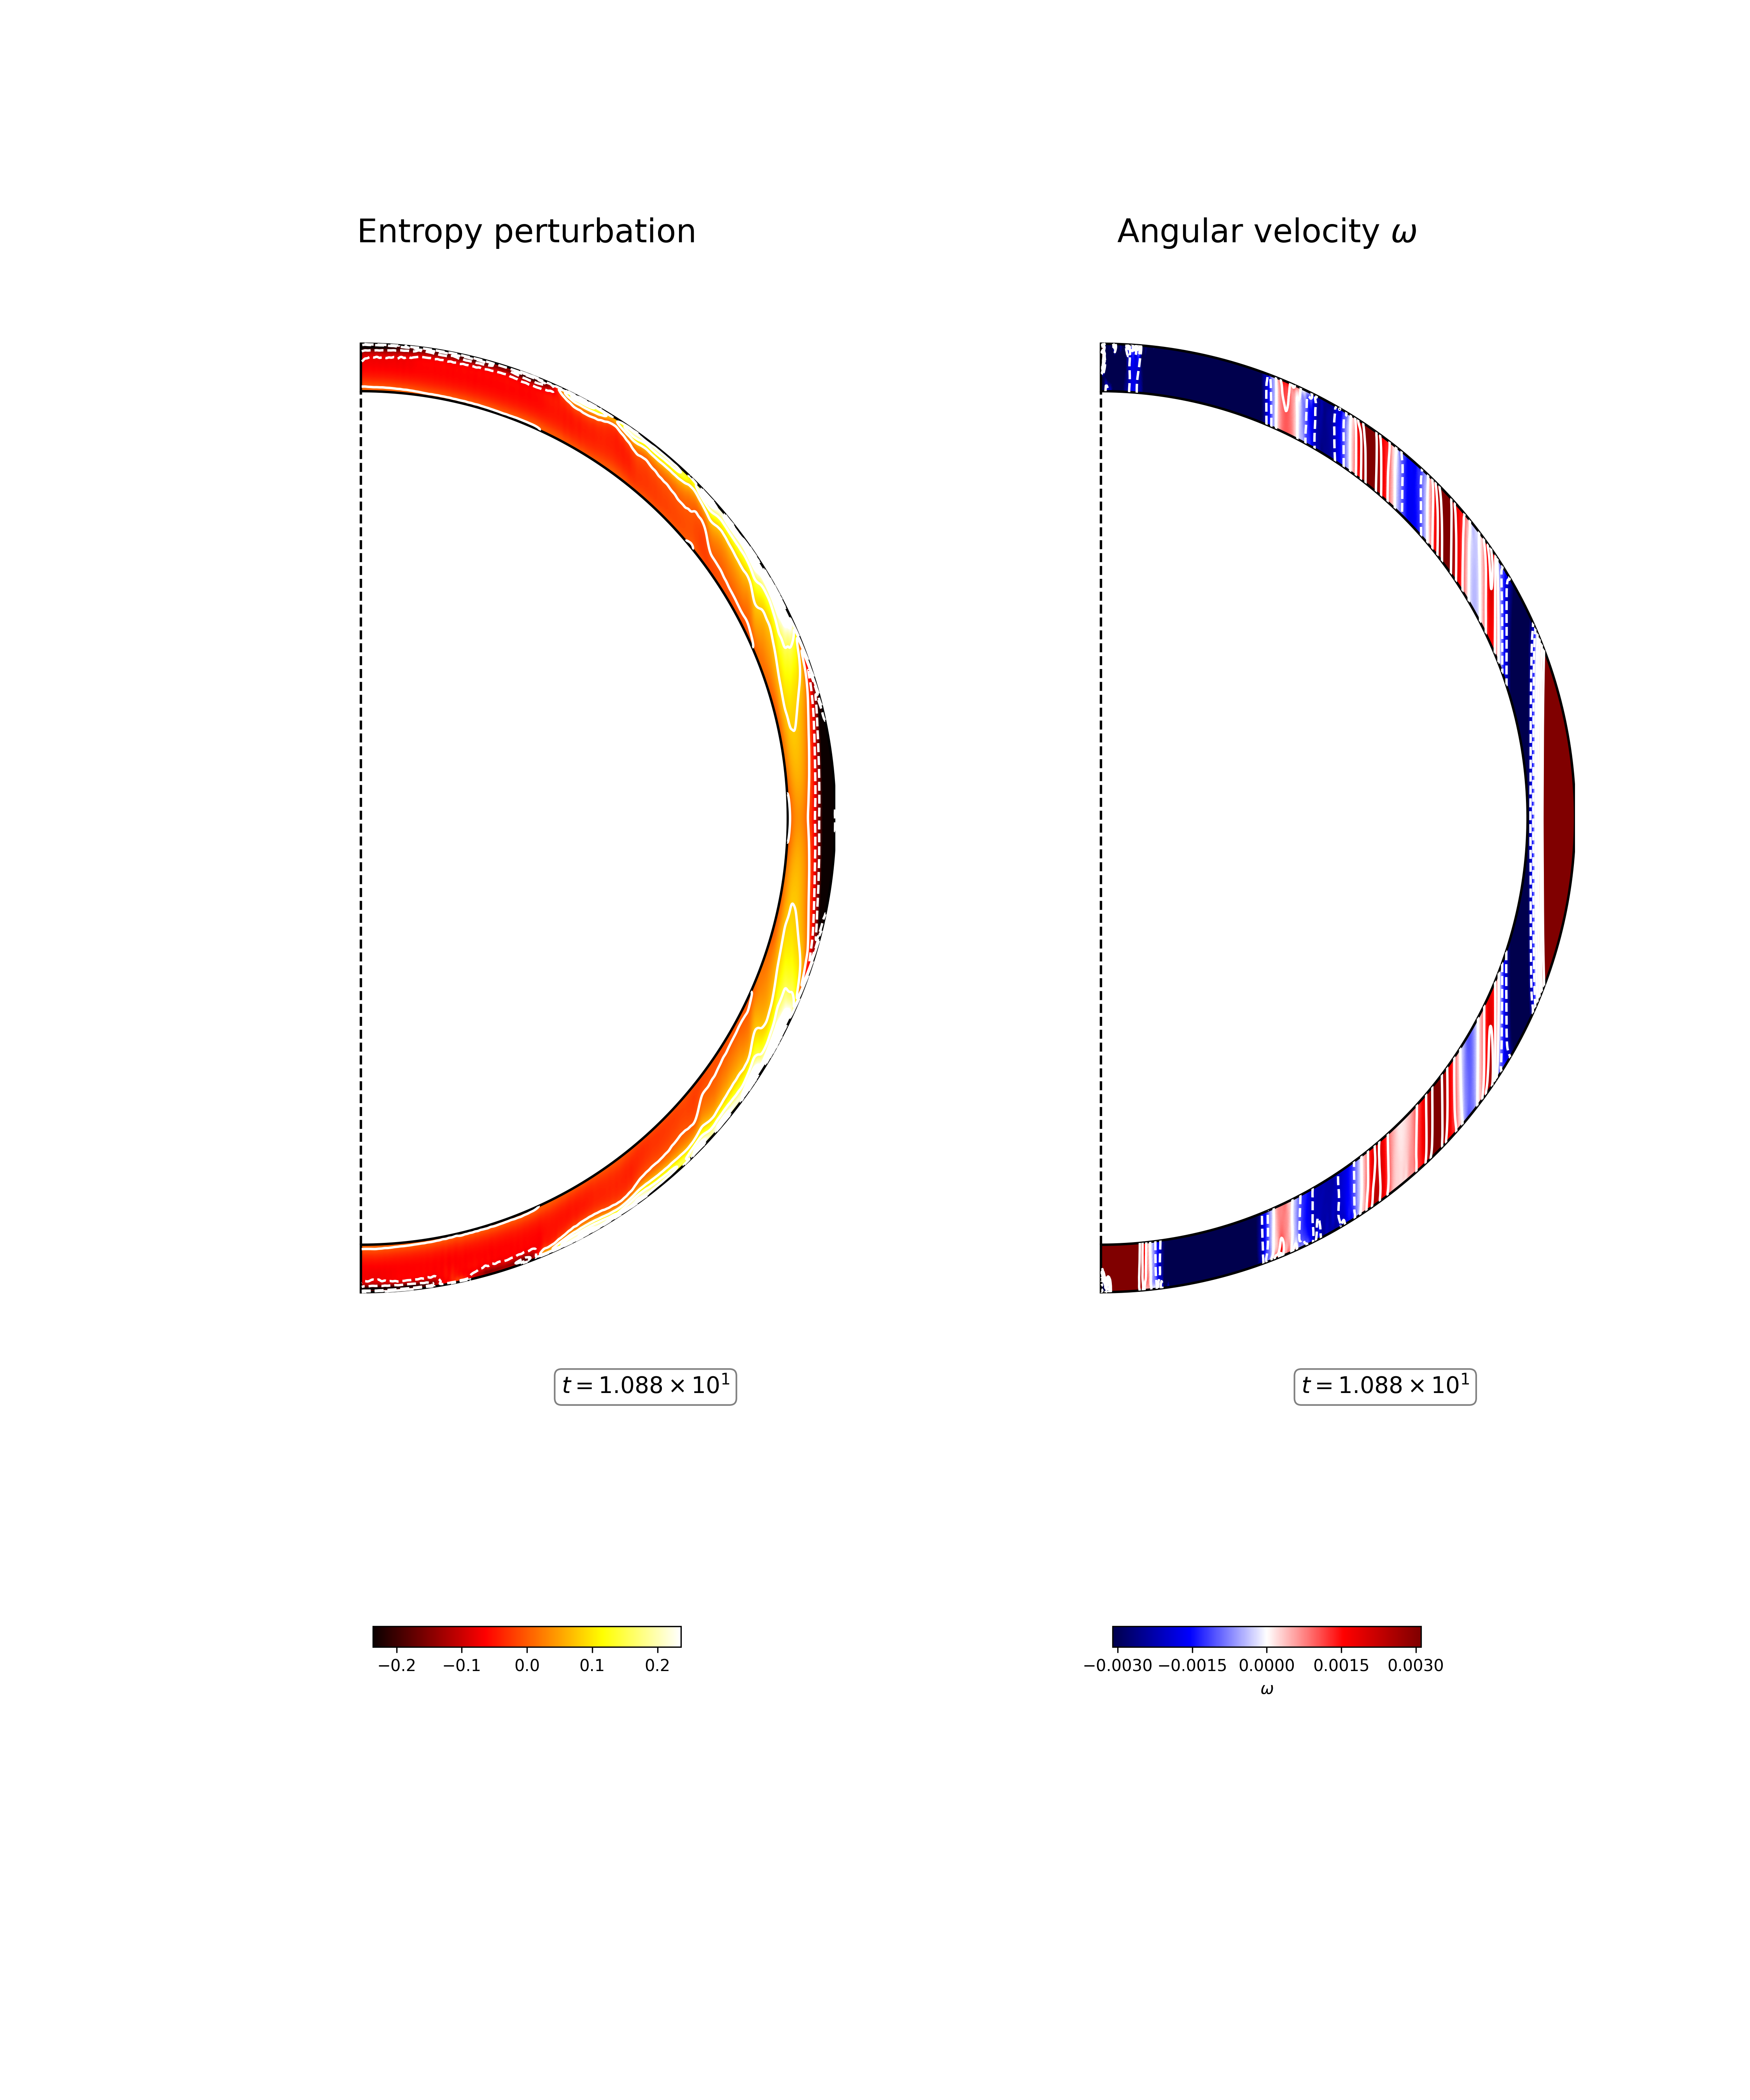 Entropy perturbation
Angular velocity ω
t = 1.088 × 10¹
t = 1.088 × 10¹
−0.2 −0.1 0.0 0.1 0.2
−0.0030 −0.0015 0.0000 0.0015 0.0030
ω